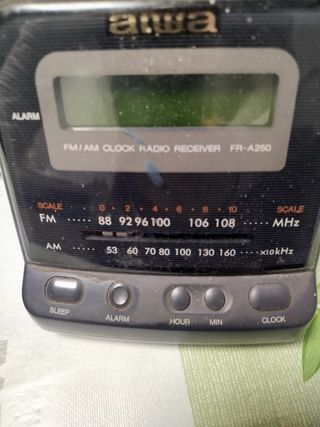 aiwa
ALARM
FM/AM CLOCK RADIO RECEIVER FR-A250
SCALE 0 · 2 · 4 · 6 · 8 · 10 SCALE
FM ····· 88 92 96 100 106 108 ····· MHz
AM ····· 53 60 70 80 100 130 160 ····· x10kHz
SLEEP ALARM HOUR MIN CLOCK